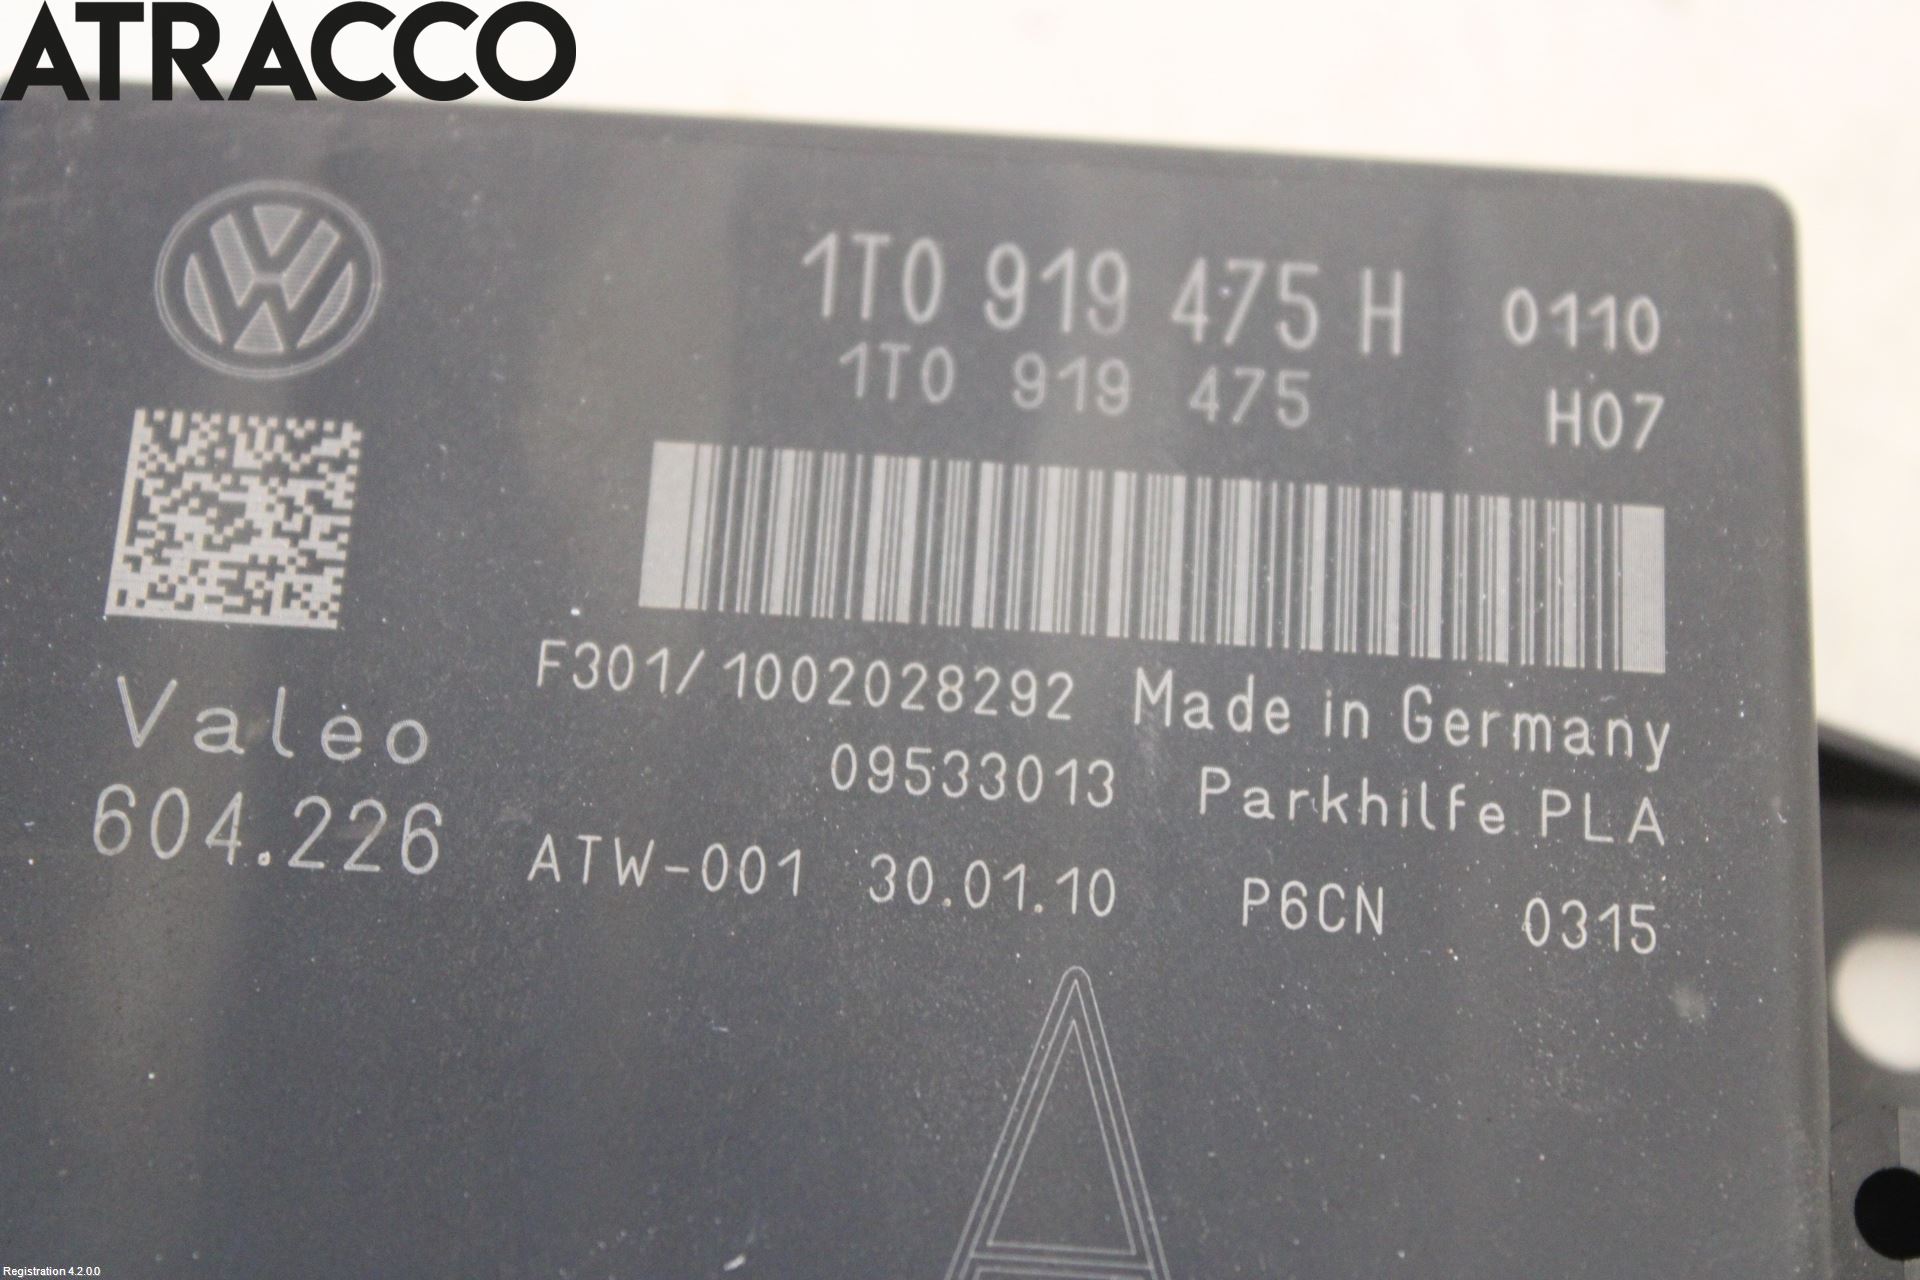 ATRACCO
1T0 919 475 H 0110
1T0 919 475 H07
F301/1002028292 Made in Germany
Valeo
09533013 Parkhilfe PLA
604.226
ATW-001 30.01.10 P6CN 0315
Registration 4.2.0.0